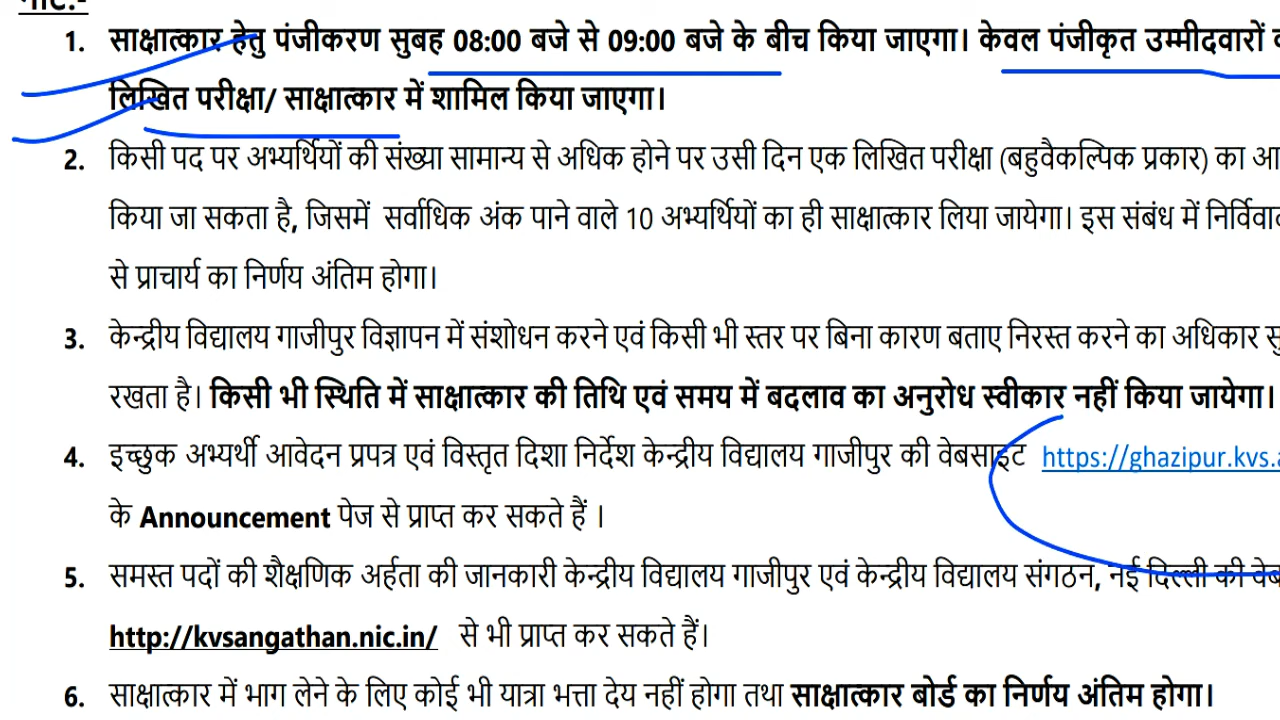 नोट:-
1. साक्षात्कार हेतु पंजीकरण सुबह 08:00 बजे से 09:00 बजे के बीच किया जाएगा। केवल पंजीकृत उम्मीदवारों
लिखित परीक्षा/ साक्षात्कार में शामिल किया जाएगा।
2. किसी पद पर अभ्यर्थियों की संख्या सामान्य से अधिक होने पर उसी दिन एक लिखित परीक्षा (बहुवैकल्पिक प्रकार) का
किया जा सकता है, जिसमें सर्वाधिक अंक पाने वाले 10 अभ्यर्थियों का ही साक्षात्कार लिया जायेगा। इस संबंध में
से प्राचार्य का निर्णय अंतिम होगा।
3. केन्द्रीय विद्यालय गाजीपुर विज्ञापन में संशोधन करने एवं किसी भी स्तर पर बिना कारण बताए निरस्त करने का अधिकार
रखता है। किसी भी स्थिति में साक्षात्कार की तिथि एवं समय में बदलाव का अनुरोध स्वीकार नहीं किया जायेगा।
4. इच्छुक अभ्यर्थी आवेदन प्रपत्र एवं विस्तृत दिशा निर्देश केन्द्रीय विद्यालय गाजीपुर की वेबसाइट https://ghazipur.kvs.a
के Announcement पेज से प्राप्त कर सकते हैं ।
5. समस्त पदों की शैक्षणिक अर्हता की जानकारी केन्द्रीय विद्यालय गाजीपुर एवं केन्द्रीय विद्यालय संगठन, नई दिल्ली की
http://kvsangathan.nic.in/ से भी प्राप्त कर सकते हैं।
6. साक्षात्कार में भाग लेने के लिए कोई भी यात्रा भत्ता देय नहीं होगा तथा साक्षात्कार बोर्ड का निर्णय अंतिम होगा।